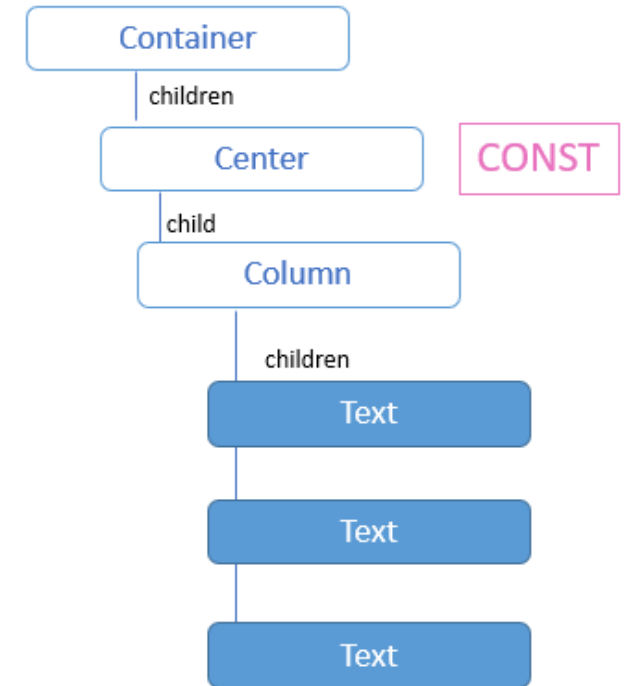 Container
children
Center
CONST
child
Column
children
Text
Text
Text